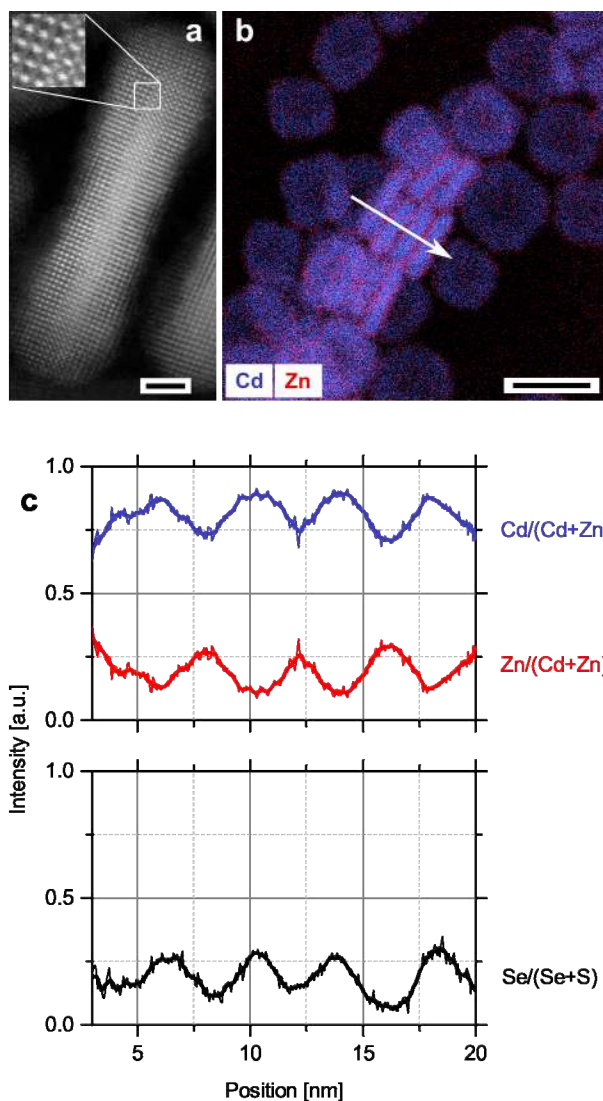 a
b
Cd Zn
c
1.0
0.5
0.0
Cd/(Cd+Zn
Zn/(Cd+Zn)
Intensity [a.u.]
1.0
0.5
0.0
Se/(Se+S)
5 10 15 20
Position [nm]